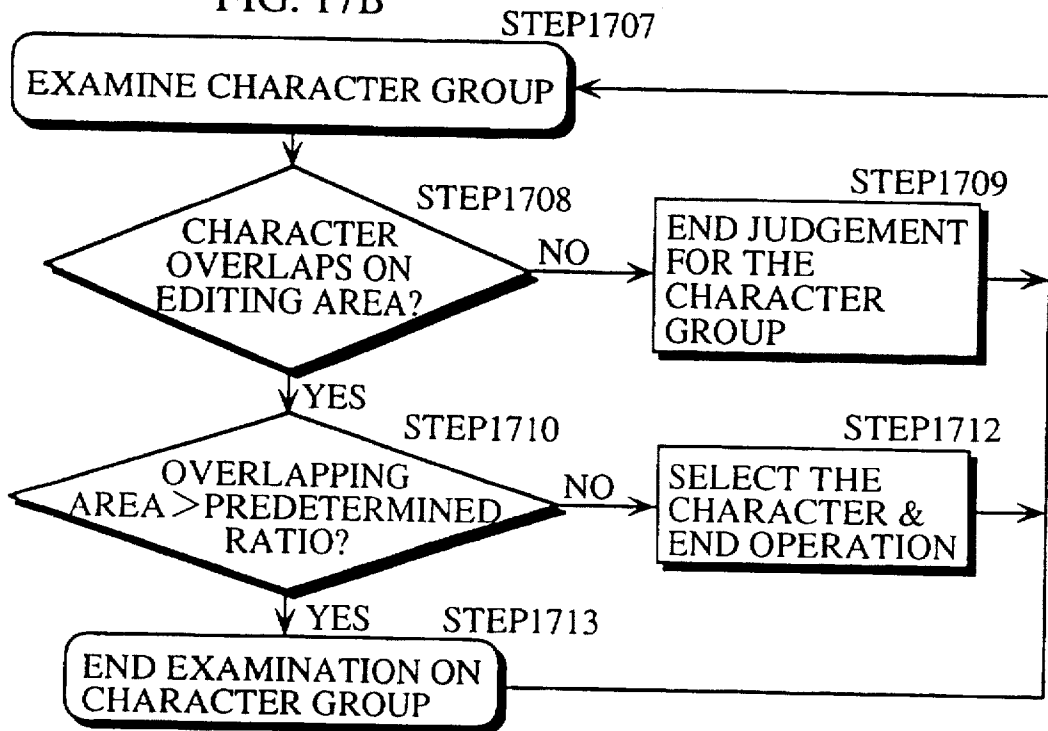 FIG. 17B
STEP1707
EXAMINE CHARACTER GROUP
STEP1708
CHARACTER
OVERLAPS ON
EDITING AREA?
NO
STEP1709
END JUDGEMENT
FOR THE
CHARACTER
GROUP
YES
STEP1710
OVERLAPPING
AREA>PREDETERMINED
RATIO?
NO
STEP1712
SELECT THE
CHARACTER &
END OPERATION
YES
STEP1713
END EXAMINATION ON
CHARACTER GROUP